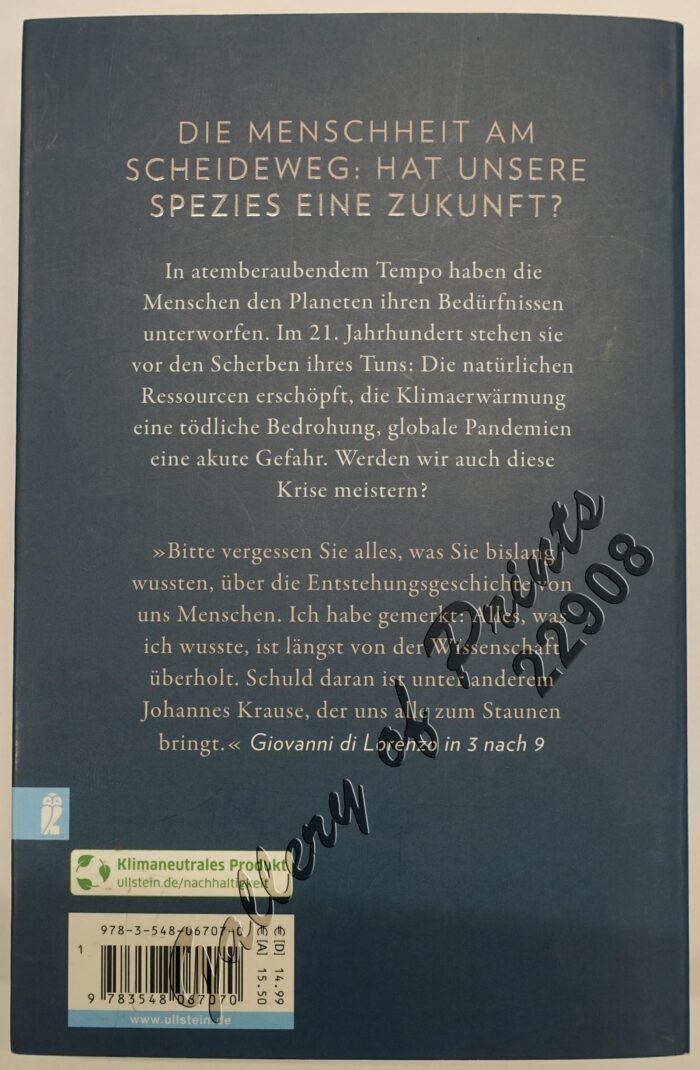 DIE MENSCHHEIT AM
SCHEIDEWEG: HAT UNSERE
SPEZIES EINE ZUKUNFT?
In atemberaubendem Tempo haben die
Menschen den Planeten ihren Bedürfnissen
unterworfen. Im 21. Jahrhundert stehen sie
vor den Scherben ihres Tuns: Die natürlichen
Ressourcen erschöpft, die Klimaerwärmung
eine tödliche Bedrohung, globale Pandemien
eine akute Gefahr. Werden wir auch diese
Krise meistern?
»Bitte vergessen Sie alles, was Sie bislang
wussten, über die Entstehungsgeschichte von
uns Menschen. Ich habe gemerkt: Alles, was
ich wusste, ist längst von der Wissenschaft
überholt. Schuld daran ist unter anderem
Johannes Krause, der uns alle zum Staunen
bringt.« Giovanni di Lorenzo in 3 nach 9
Gallery of Prints
22908
Klimaneutrales Produkt
ullstein.de/nachhaltigkeit
978-3-548-06707-0
1
9 783548 067070
€ [D] 14.99
€ [A] 15.50
www.ullstein.de